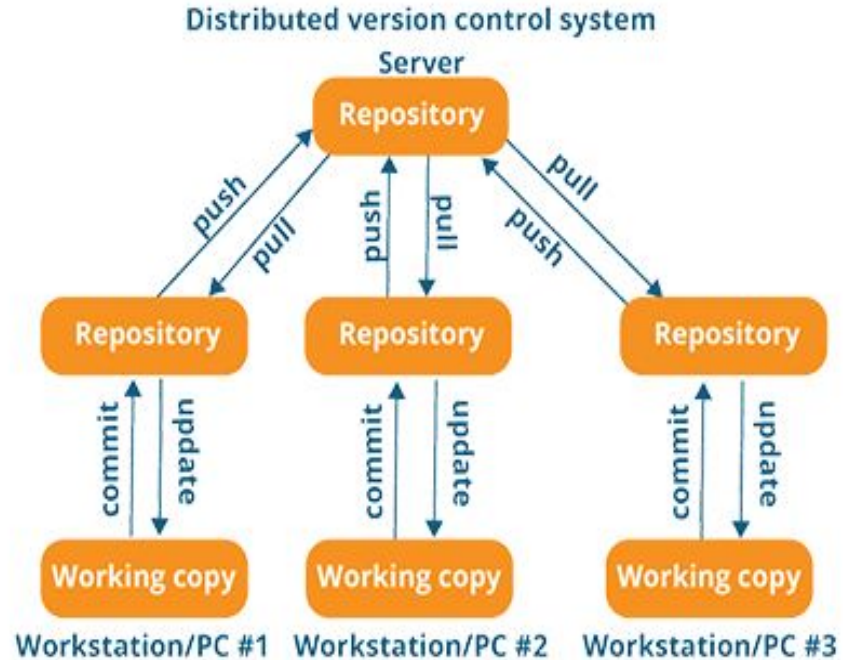 Distributed version control system
Server
Repository
push
pull
push
pull
push
pull
Repository
Repository
Repository
commit
update
commit
update
commit
update
Working copy
Working copy
Working copy
Workstation/PC #1
Workstation/PC #2
Workstation/PC #3